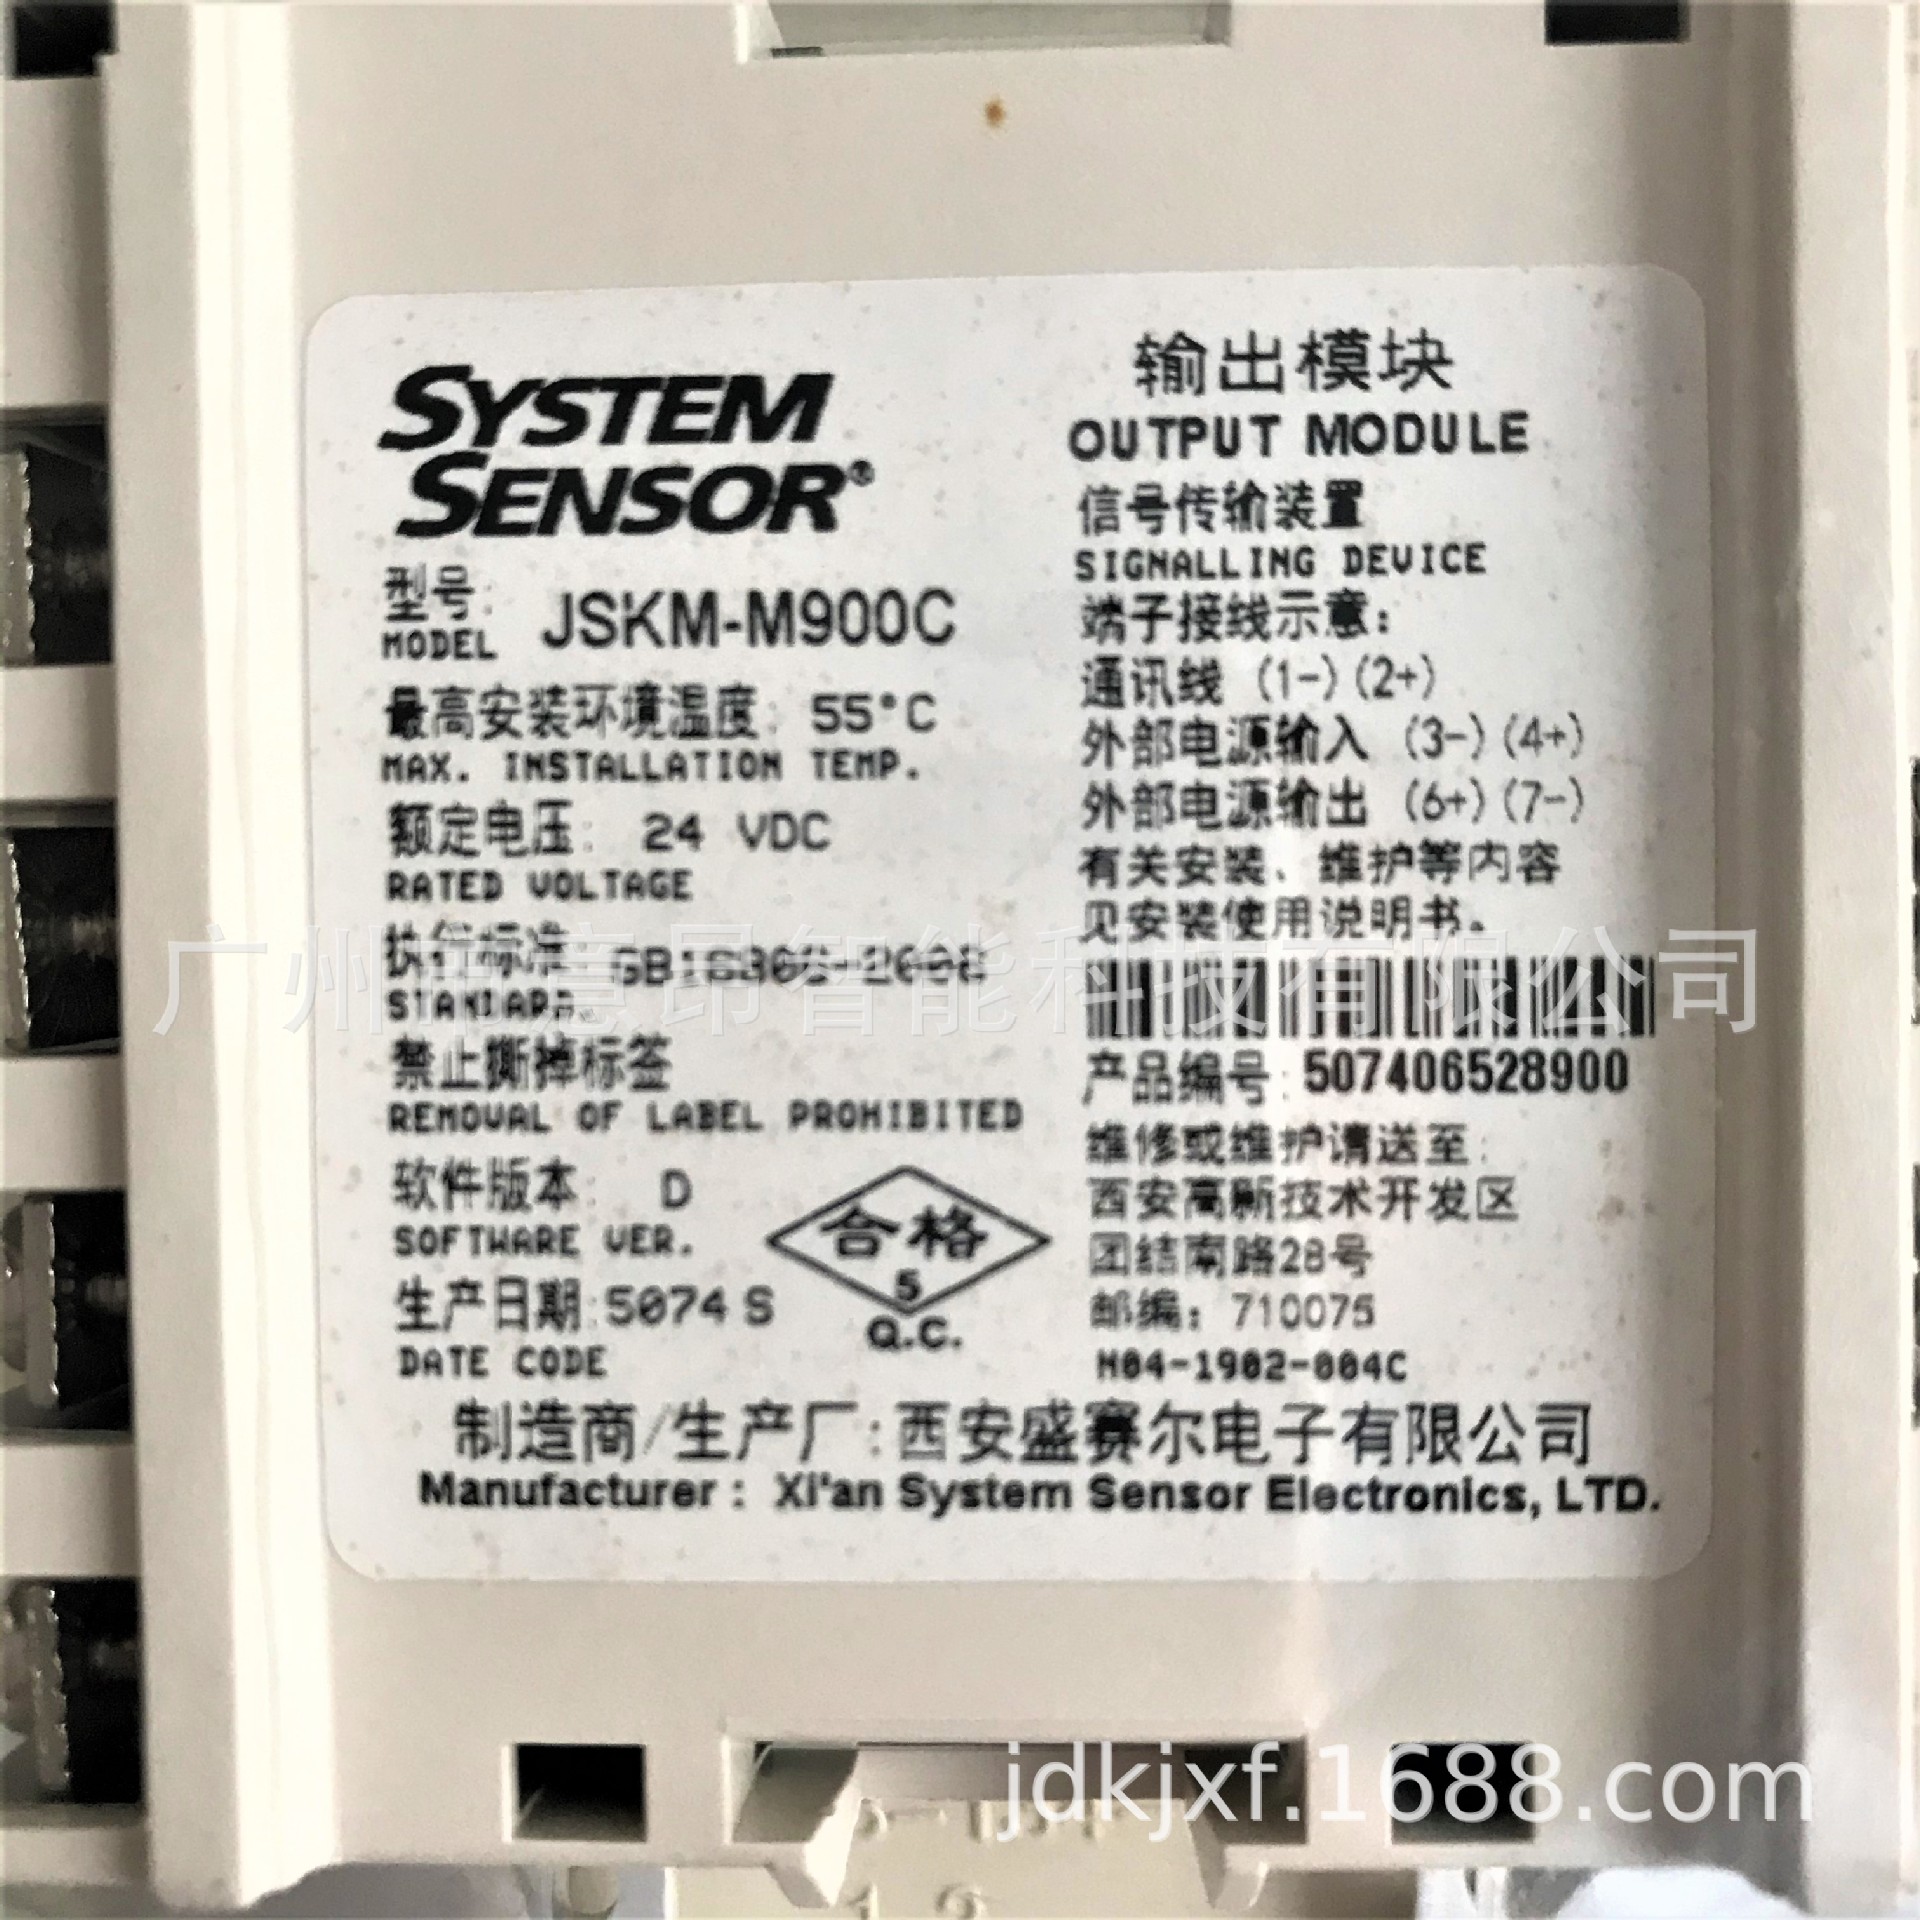 SYSTEM
SENSOR®
型号:
MODEL
JSKM-M900C
最高安装环境温度: 55°C
MAX. INSTALLATION TEMP.
额定电压: 24 VDC
RATED VOLTAGE
执行标准:
STANDARD
禁止撕掉标签
REMOVAL OF LABEL PROHIBITED
软件版本: D
SOFTWARE VER.
生产日期:5074 S
DATE CODE
合格
5
Q.C.
输出模块
OUTPUT MODULE
信号传输装置
SIGNALLING DEVICE
端子接线示意:
通讯线 (1-)(2+)
外部电源输入 (3-)(4+)
外部电源输出 (6+)(7-)
有关安装、维护等内容
见安装使用说明书。
产品编号:507406528900
维修或维护请送至:
西安高新技术开发区
团结南路28号
邮编: 710075
H04-1902-004C
制造商/生产厂:西安盛赛尔电子有限公司
Manufacturer: Xi'an System Sensor Electronics, LTD.
广州市意昂智能科技有限公司
jdkjxf.1688.com